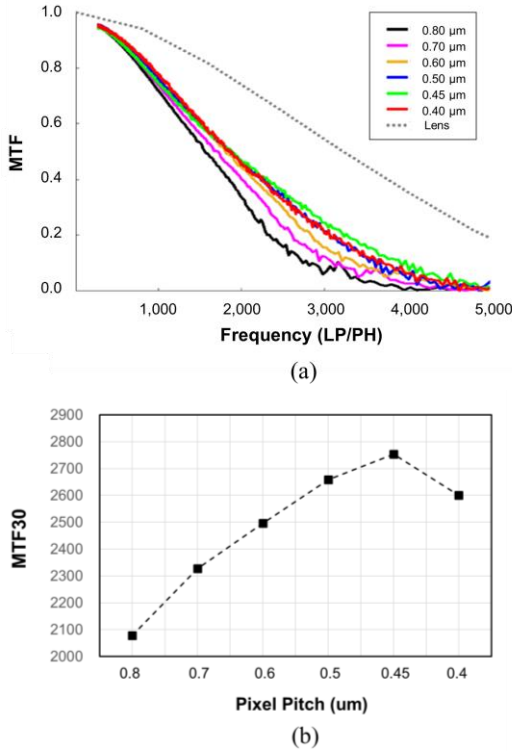 1.0
0.8
0.6
0.4
0.2
0.0
MTF
0.80 µm
0.70 µm
0.60 µm
0.50 µm
0.45 µm
0.40 µm
Lens
1,000 2,000 3,000 4,000 5,000
Frequency (LP/PH)
(a)
2900
2800
2700
2600
2500
2400
2300
2200
2100
2000
MTF30
0.8 0.7 0.6 0.5 0.45 0.4
Pixel Pitch (um)
(b)